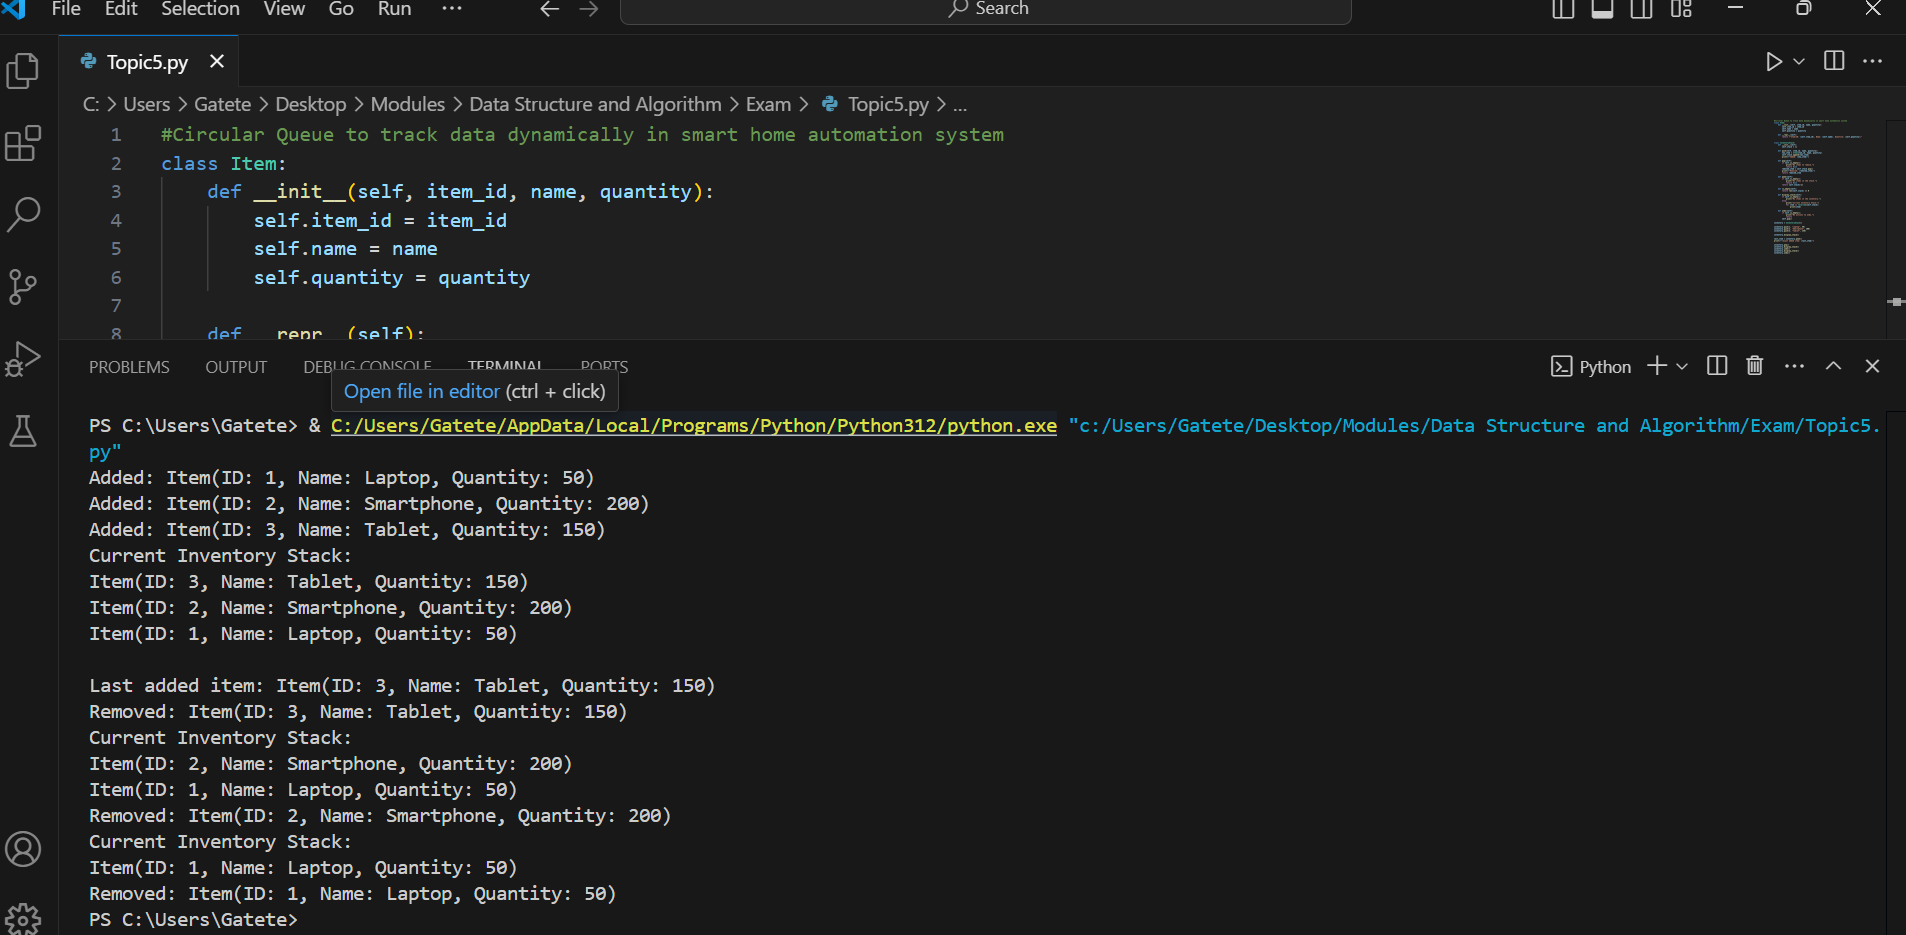 File Edit Selection View Go Run ··· Search
Topic5.py
C: > Users > Gatete > Desktop > Modules > Data Structure and Algorithm > Exam > Topic5.py > ...
1 #Circular Queue to track data dynamically in smart home automation system
2 class Item:
3 def __init__(self, item_id, name, quantity):
4 self.item_id = item_id
5 self.name = name
6 self.quantity = quantity
7
8 def __repr__(self):
PROBLEMS OUTPUT DEBUG CONSOLE TERMINAL PORTS Python
Open file in editor (ctrl + click)
PS C:\Users\Gatete> & C:/Users/Gatete/AppData/Local/Programs/Python/Python312/python.exe "c:/Users/Gatete/Desktop/Modules/Data Structure and Algorithm/Exam/Topic5.
py"
Added: Item(ID: 1, Name: Laptop, Quantity: 50)
Added: Item(ID: 2, Name: Smartphone, Quantity: 200)
Added: Item(ID: 3, Name: Tablet, Quantity: 150)
Current Inventory Stack:
Item(ID: 3, Name: Tablet, Quantity: 150)
Item(ID: 2, Name: Smartphone, Quantity: 200)
Item(ID: 1, Name: Laptop, Quantity: 50)
Last added item: Item(ID: 3, Name: Tablet, Quantity: 150)
Removed: Item(ID: 3, Name: Tablet, Quantity: 150)
Current Inventory Stack:
Item(ID: 2, Name: Smartphone, Quantity: 200)
Item(ID: 1, Name: Laptop, Quantity: 50)
Removed: Item(ID: 2, Name: Smartphone, Quantity: 200)
Current Inventory Stack:
Item(ID: 1, Name: Laptop, Quantity: 50)
Removed: Item(ID: 1, Name: Laptop, Quantity: 50)
PS C:\Users\Gatete>